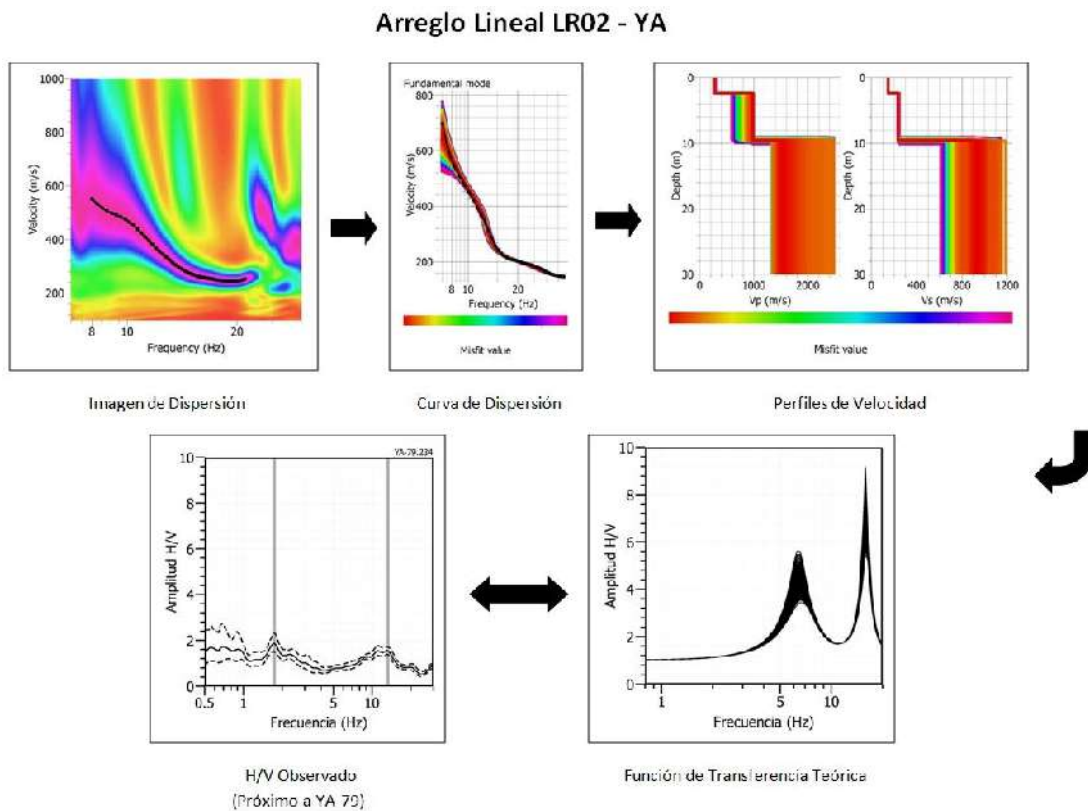 Arreglo Lineal LR02 - YA
1000
800
600
400
200
Velocity (m/s)
8
10
20
Frequency (Hz)
Imagen de Dispersión
Fundamental mode
800
600
400
200
Velocity (m/s)
8
10
20
Frequency (Hz)
Misfit value
Curva de Dispersión
0
10
20
30
Depth (m)
0
2000
Vp (m/s)
0
10
20
30
Depth (m)
0
400
800
1200
Vs (m/s)
Misfit value
Perfiles de Velocidad
YA-79.234
10
8
6
4
2
0
Amplitud H/V
0.5
1
5
10
Frecuencia (Hz)
H/V Observado
(Próximo a YA 79)
10
8
6
4
2
0
Amplitud H/V
1
5
10
Frecuencia (Hz)
Función de Transferencia Teórica